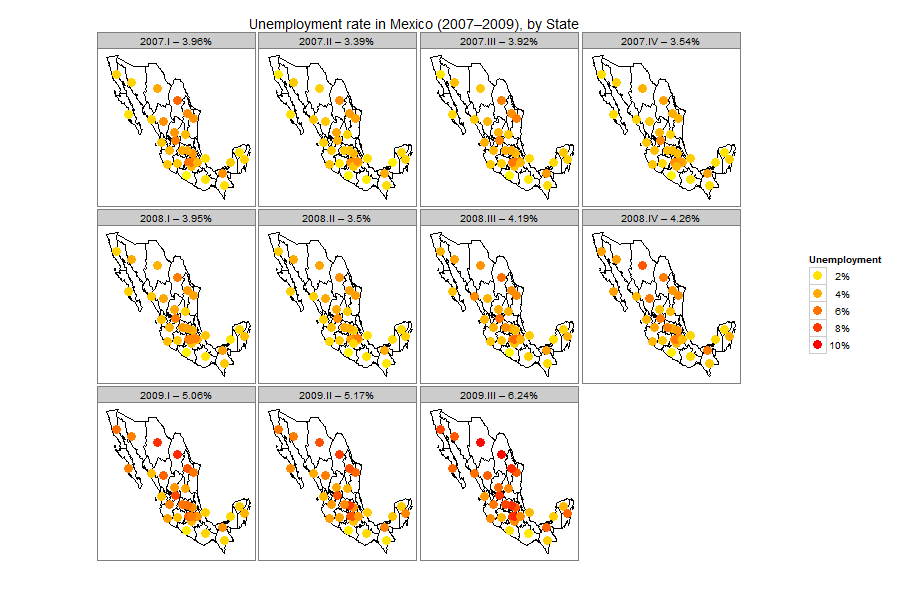 Unemployment rate in Mexico (2007–2009), by State
2007.I – 3.96%
2007.II – 3.39%
2007.III – 3.92%
2007.IV – 3.54%
2008.I – 3.95%
2008.II – 3.5%
2008.III – 4.19%
2008.IV – 4.26%
Unemployment
2%
4%
6%
8%
10%
2009.I – 5.06%
2009.II – 5.17%
2009.III – 6.24%